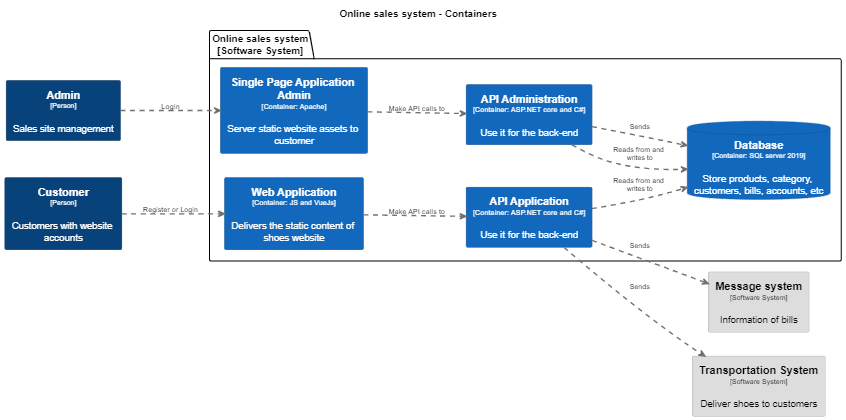 Online sales system - Containers
Online sales system
[Software System]
Admin
[Person]
Sales site management
Login
Single Page Application
Admin
[Container: Apache]
Server static website assets to
customer
Make API calls to
API Administration
[Container: ASP.NET core and C#]
Use it for the back-end
Sends
Reads from and
writes to
Database
[Container: SQL server 2019]
Store products, category,
customers, bills, accounts, etc
Customer
[Person]
Customers with website
accounts
Register or Login
Web Application
[Container: JS and VueJs]
Delivers the static content of
shoes website
Make API calls to
API Application
[Container: ASP.NET core and C#]
Use it for the back-end
Reads from and
writes to
Sends
Message system
[Software System]
Information of bills
Sends
Transportation System
[Software System]
Deliver shoes to customers